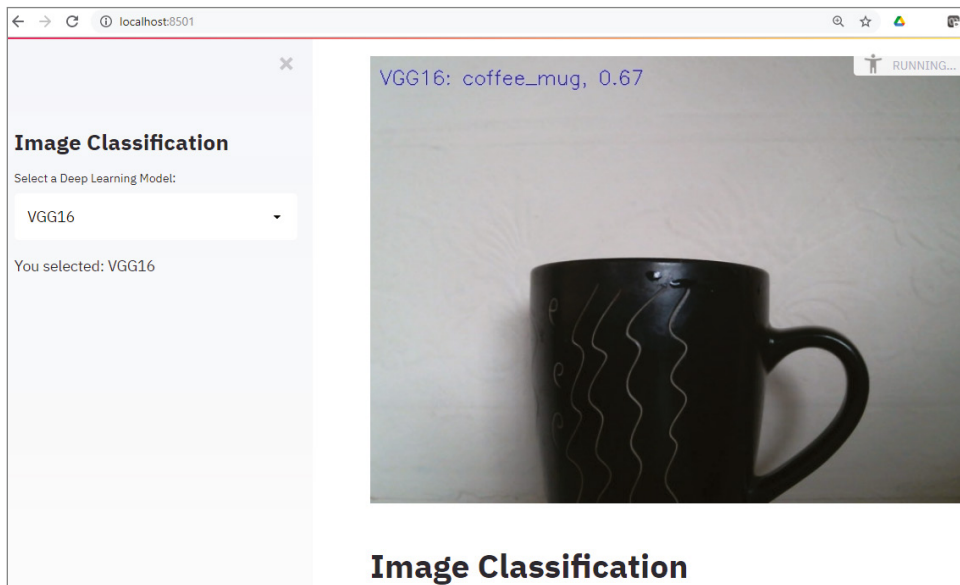 localhost:8501
Image Classification
Select a Deep Learning Model:
VGG16
You selected: VGG16
VGG16: coffee_mug, 0.67
RUNNING...
Image Classification